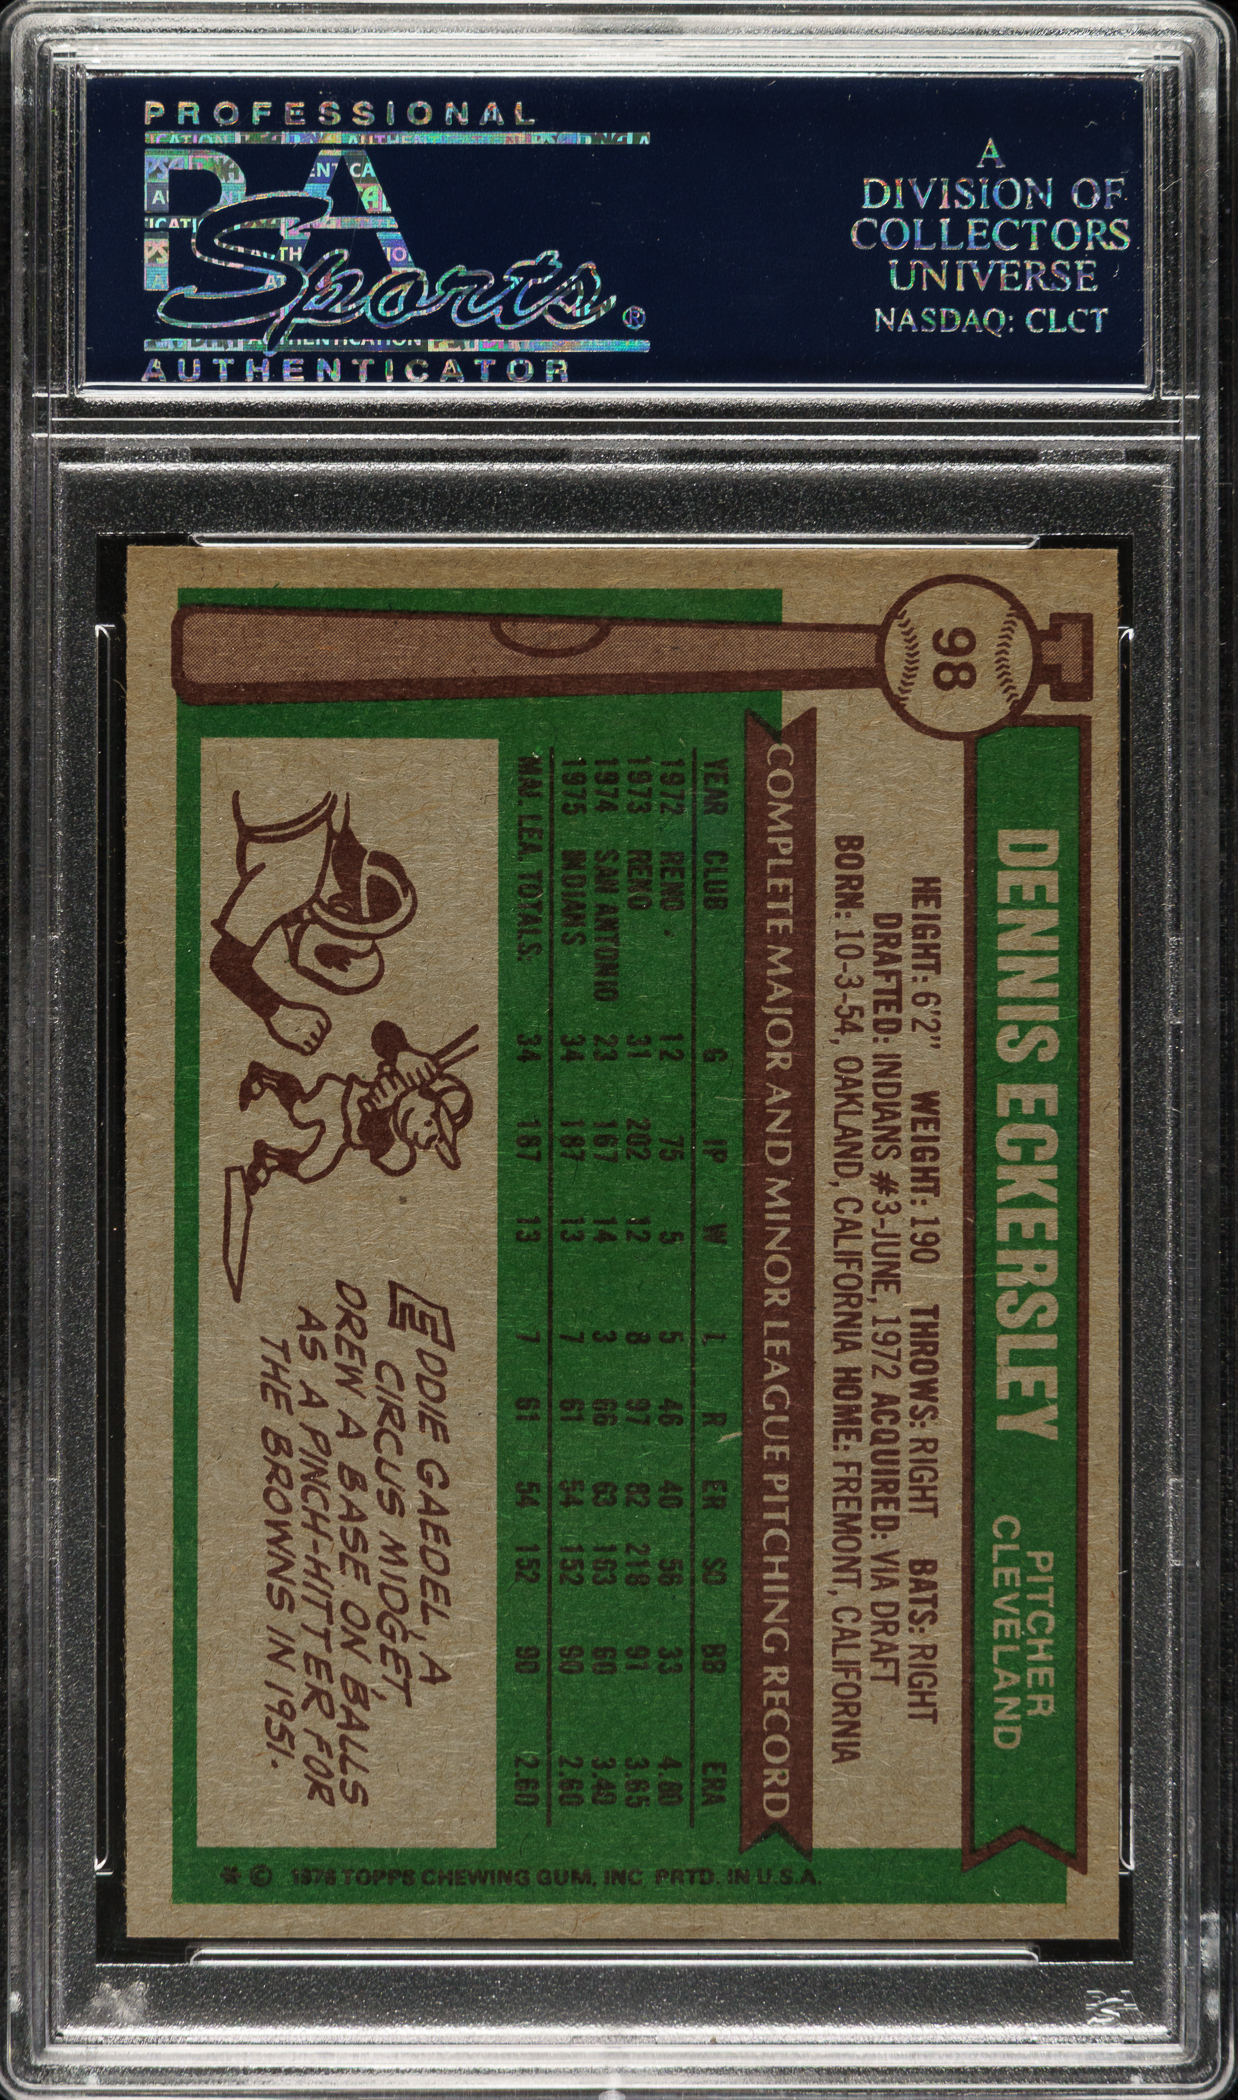 PROFESSIONAL
PSA
Sports®
AUTHENTICATOR
A
DIVISION OF
COLLECTORS
UNIVERSE
NASDAQ: CLCT
T
98
DENNIS ECKERSLEY
PITCHER
CLEVELAND
HEIGHT: 6'2" WEIGHT: 190 THROWS: RIGHT BATS: RIGHT
DRAFTED: INDIANS #3-JUNE, 1972 ACQUIRED: VIA DRAFT
BORN: 10-3-54, OAKLAND, CALIFORNIA HOME: FREMONT, CALIFORNIA
COMPLETE MAJOR AND MINOR LEAGUE PITCHING RECORD
YEAR CLUB G IP W L R ER SO BB ERA
1972 RENO 12 75 5 5 46 40 56 33 4.80
1973 RENO 31 202 12 8 97 82 218 91 3.65
1974 SAN ANTONIO 23 167 14 3 66 63 163 60 3.40
1975 INDIANS 34 187 13 7 61 54 152 90 2.60
MAJ. LEA. TOTALS: 34 187 13 7 61 54 152 90 2.60
EDDIE GAEDEL, A
CIRCUS MIDGET,
DREW A BASE ON BALLS
AS A PINCH-HITTER FOR
THE BROWNS IN 1951.
* © 1976 TOPPS CHEWING GUM, INC. PRTD. IN U.S.A.